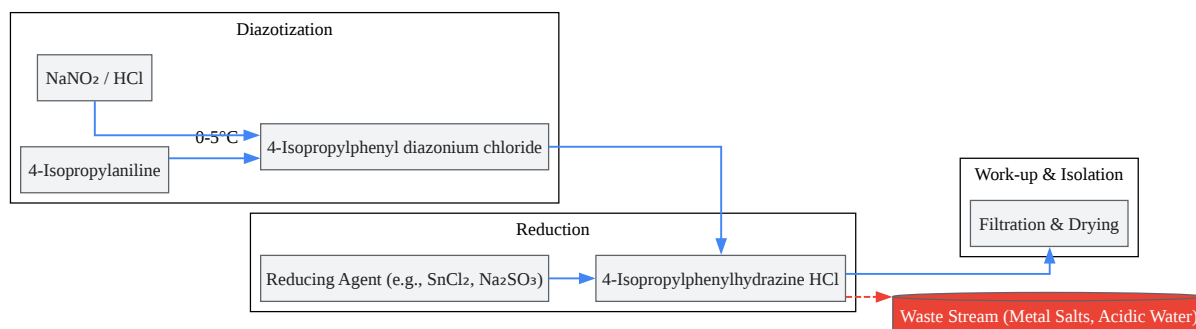 Diazotization
NaNO₂ / HCl
0-5°C
4-Isopropylphenyl diazonium chloride
4-Isopropylaniline
Work-up & Isolation
Filtration & Drying
Reduction
Reducing Agent (e.g., SnCl₂, Na₂SO₃)
4-Isopropylphenylhydrazine HCl
Waste Stream (Metal Salts, Acidic Water)